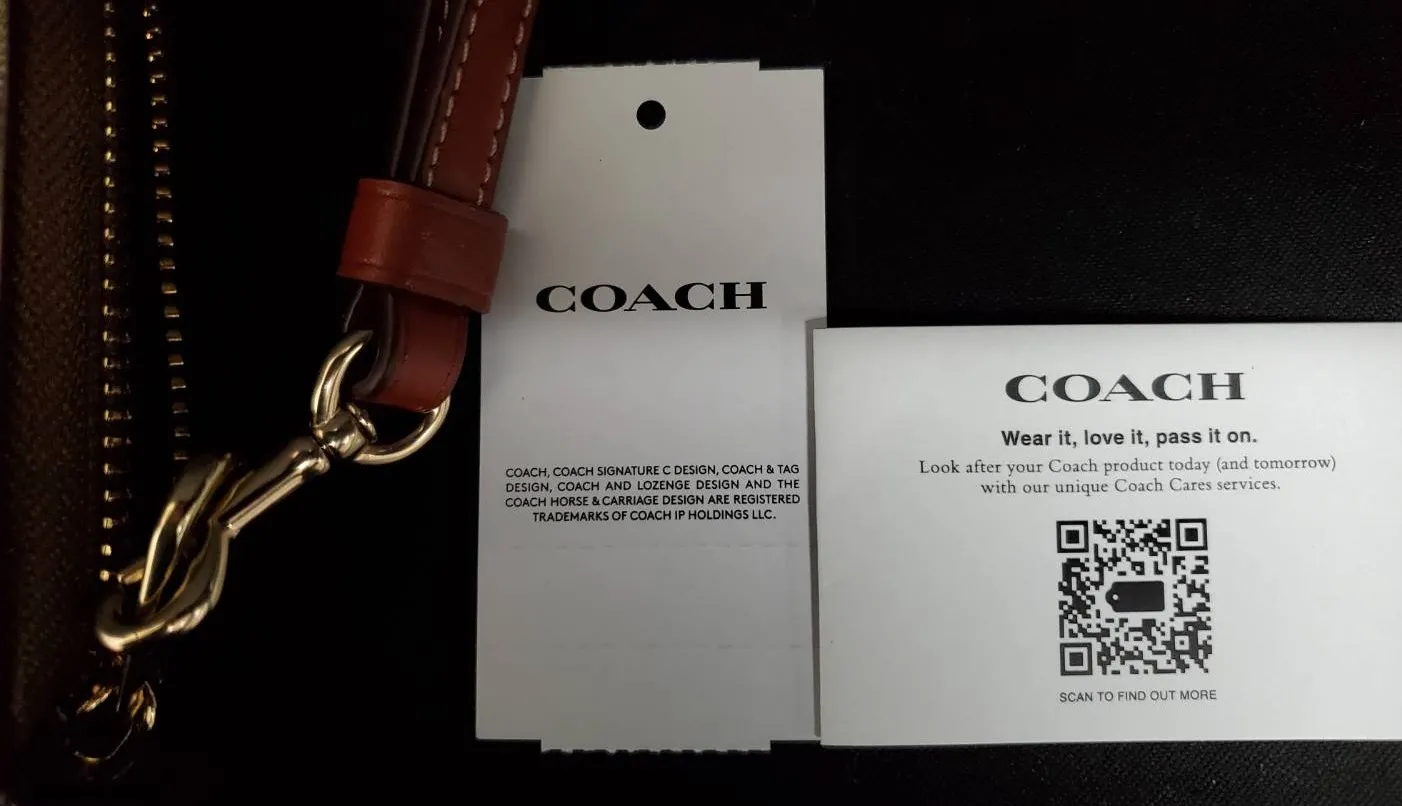 COACH
COACH, COACH SIGNATURE C DESIGN, COACH & TAG
DESIGN, COACH AND LOZENGE DESIGN AND THE
COACH HORSE & CARRIAGE DESIGN ARE REGISTERED
TRADEMARKS OF COACH IP HOLDINGS LLC.
COACH
Wear it, love it, pass it on.
Look after your Coach product today (and tomorrow)
with our unique Coach Cares services.
SCAN TO FIND OUT MORE